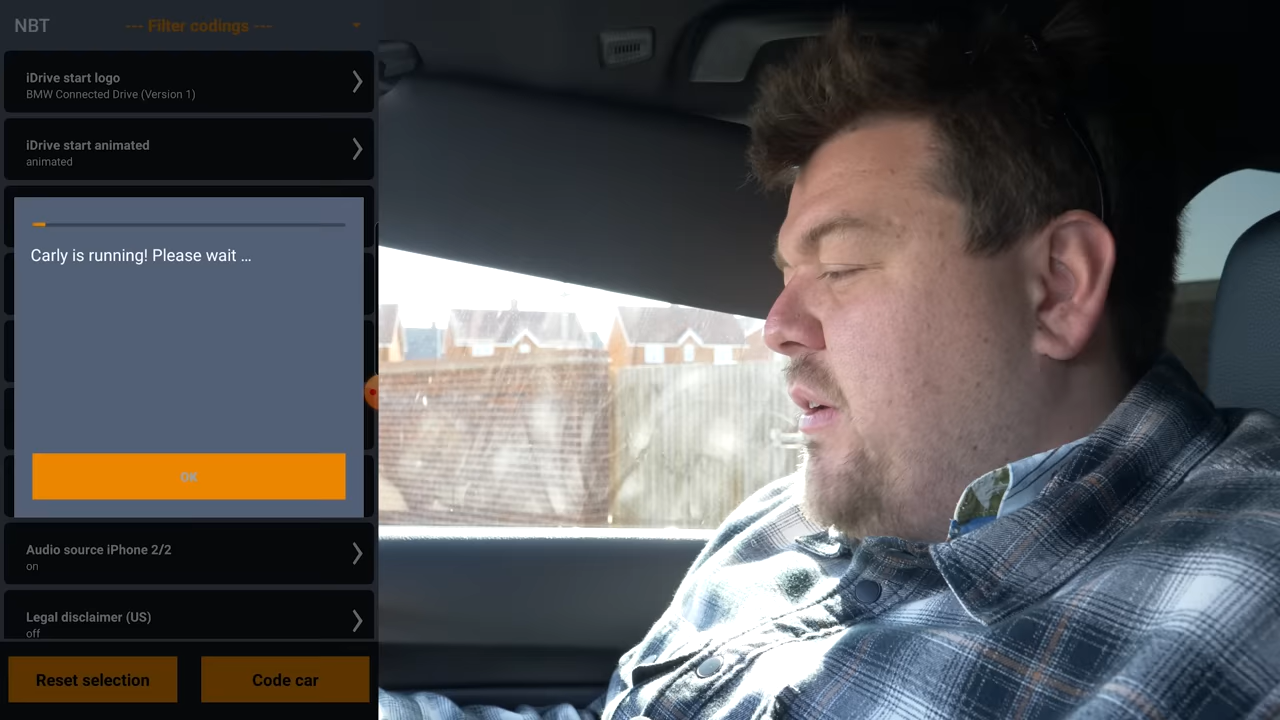 NBT
--- Filter codings ---
iDrive start logo
BMW Connected Drive (Version 1)
iDrive start animated
animated
Carly is running! Please wait ...
OK
Audio source iPhone 2/2
on
Legal disclaimer (US)
off
Reset selection
Code car